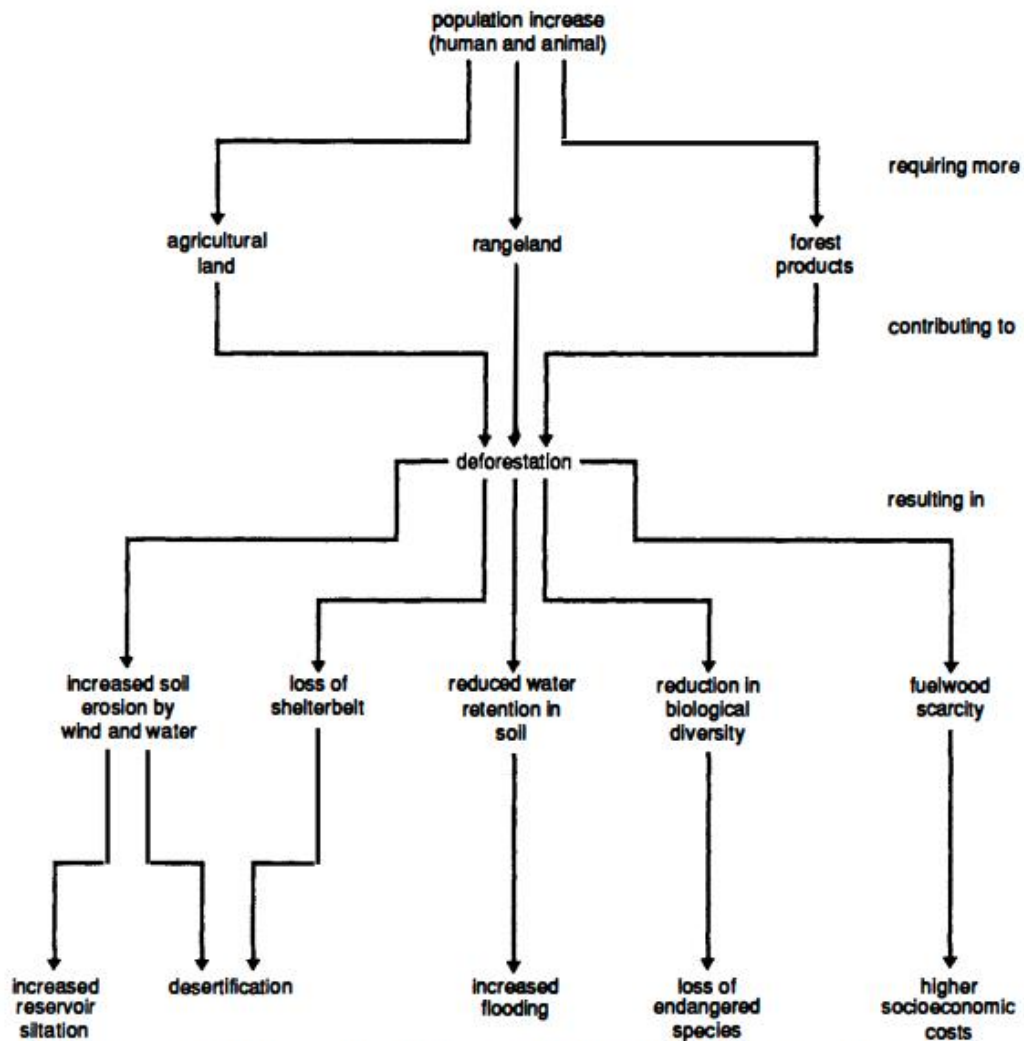 population increase
(human and animal)
requiring more
agricultural
land
rangeland
forest
products
contributing to
deforestation
resulting in
increased soil
erosion by
wind and water
loss of
shelterbelt
reduced water
retention in
soil
reduction in
biological
diversity
fuelwood
scarcity
increased
reservoir
siltation
desertification
increased
flooding
loss of
endangered
species
higher
socioeconomic
costs